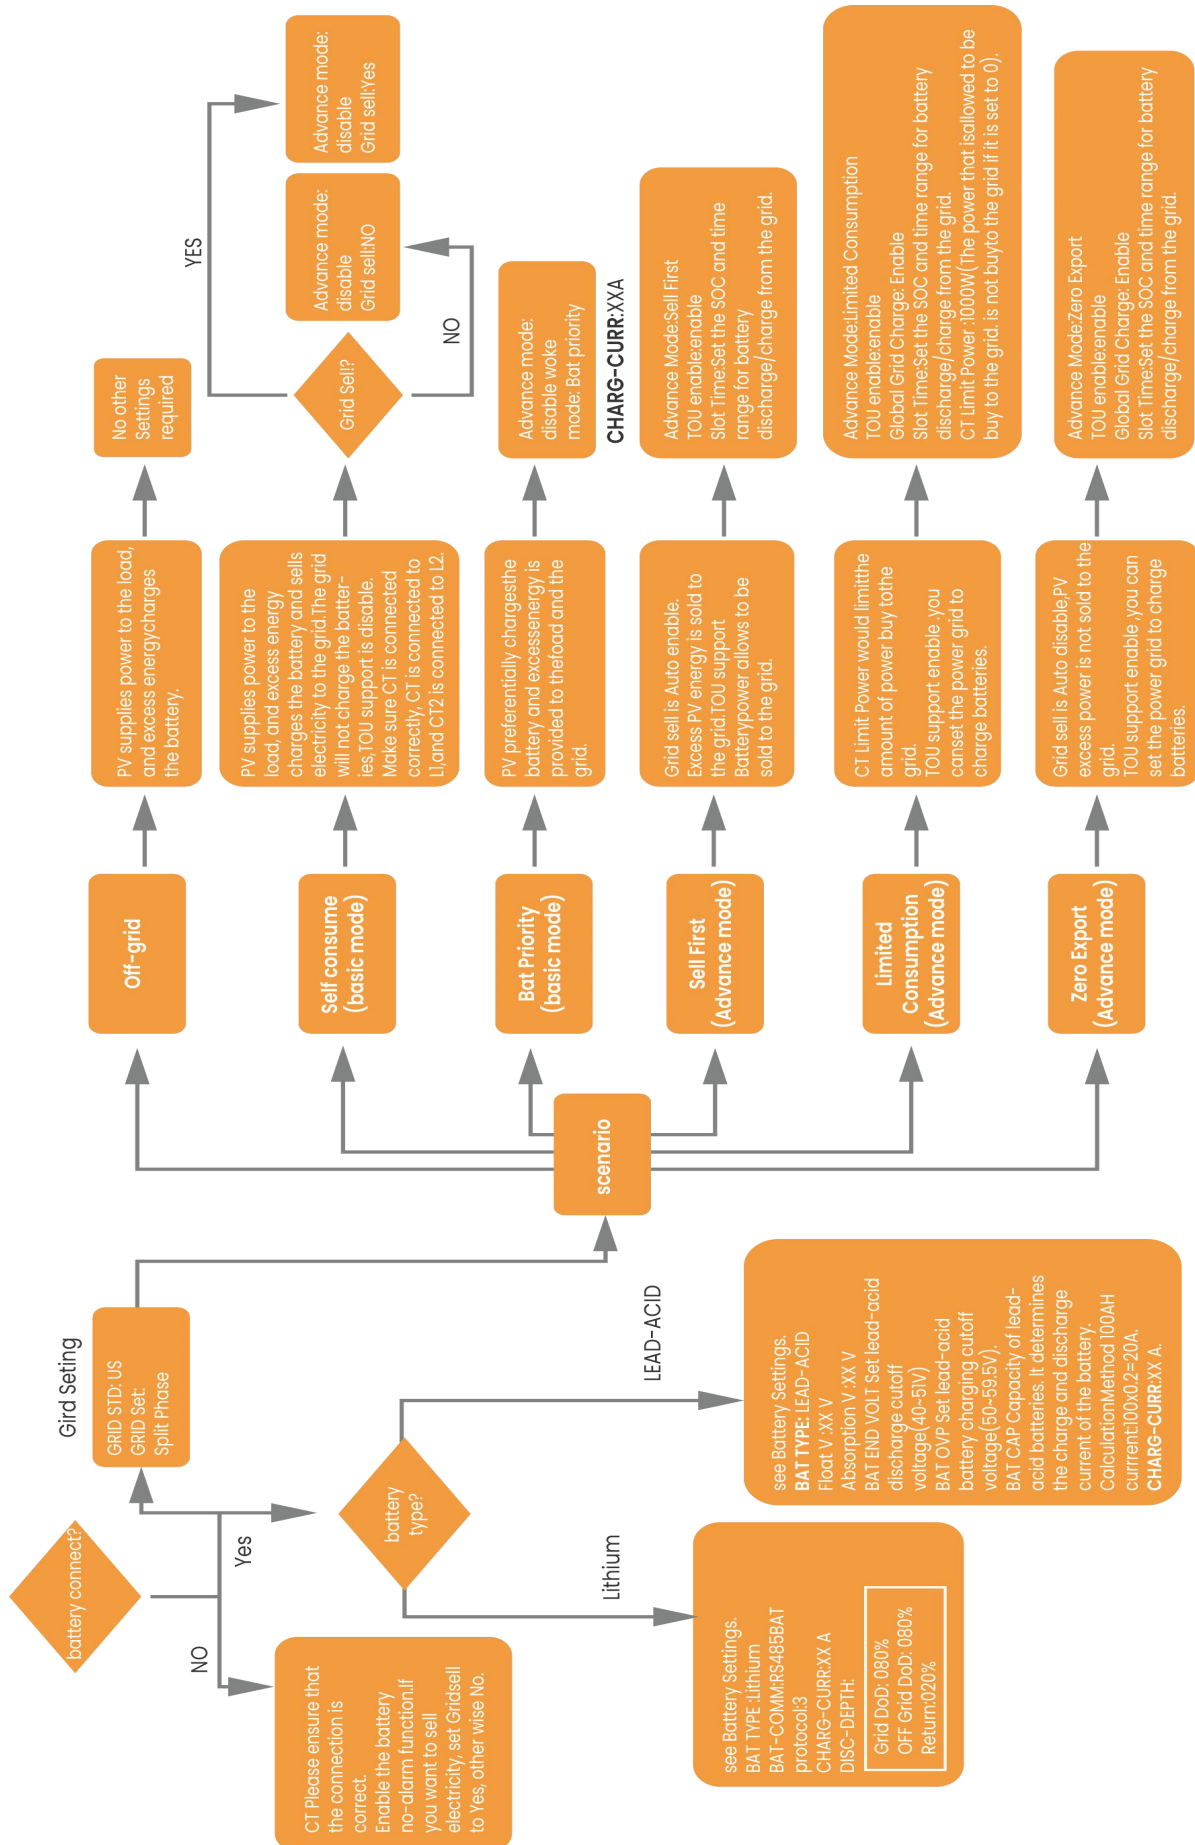 battery connect?
NO
Yes
CT Please ensure that
the connection is
correct.
Enable the battery
no-alarm function.If
you want to sell
electricity, set Gridsell
to Yes, other wise No.
Gird Seting
GRID STD: US
GRID Set:
Split Phase
battery
type?
Lithium
LEAD-ACID
see Battery Settings.
BAT TYPE :Lithium
BAT-COMM:RS485BAT
protocol:3
CHARG-CURR:XX A
DISC-DEPTH:
Grid DoD: 080%
OFF Grid DoD: 080%
Return:020%
see Battery Settings.
BAT TYPE: LEAD- ACID
Float V :XX V
Absorption V :XX V
BAT END VOLT Set lead-acid
discharge cutoff
voltage(40~51V)
BAT OVP Set lead-acid
battery charging cutoff
voltage(50~59.5V).
BAT CAP Capacity of lead-
acid batteries. It determines
the charge and discharge
current of the battery.
CalculationMethod 100AH
currrent:100x0.2=20A.
CHARG-CURR:XX A.
scenario
Off-grid
PV supplies power to the load,
and excess energycharges
the battery.
No other
Settings
required
Self consume
(basic mode)
PV supplies power to the
load, and excess energy
charges the battery and sells
electricity to the grid.The grid
will not charge the batter-
ies,TOU support is disable.
Make sure CT is connected
correctly, CT is connected to
L1,and CT2 is connected to L2.
Grid Sell?
YES
NO
Advance mode:
disable
Grid sell:Yes
Advance mode:
disable
Grid sell:NO
Bat Priority
(basic mode)
PV preferentially chargesthe
battery and excessenergy is
provided to thefoad and the
grid.
Advance mode:
disable woke
mode: Bat priority
CHARG-CURR:XXA
Sell First
(Advance mode)
Grid sell is Auto enable.
Excess PV energy is sold to
the grid.TOU support
Batterypower allows to be
sold to the grid.
Advance Mode:Sell First
TOU enable:enable
Slot Time:Set the SOC and time
range for battery
discharge/charge from the grid.
Limited
Consumption
(Advance mode)
CT Limit Power would limitthe
amount of power buy tothe
grid.
TOU support enable ,you
canset the power grid to
charge batteries.
Advance Mode:Limited Consumption
TOU enable:enable
Global Grid Charge: Enable
Slot Time:Set the SOC and time range for battery
discharge/charge from the grid.
CT Limit Power :1000W(The power that isallowed to be
buy to the grid. is not buyto the grid if it is set to 0).
Zero Export
(Advance mode)
Grid sell is Auto disable,PV
excess power is not sold to the
grid.
TOU support enable ,you can
set the power grid to charge
batteries.
Advance Mode:Zero Export
TOU enable:enable
Global Grid Charge: Enable
Slot Time:Set the SOC and time range for battery
discharge/charge from the grid.